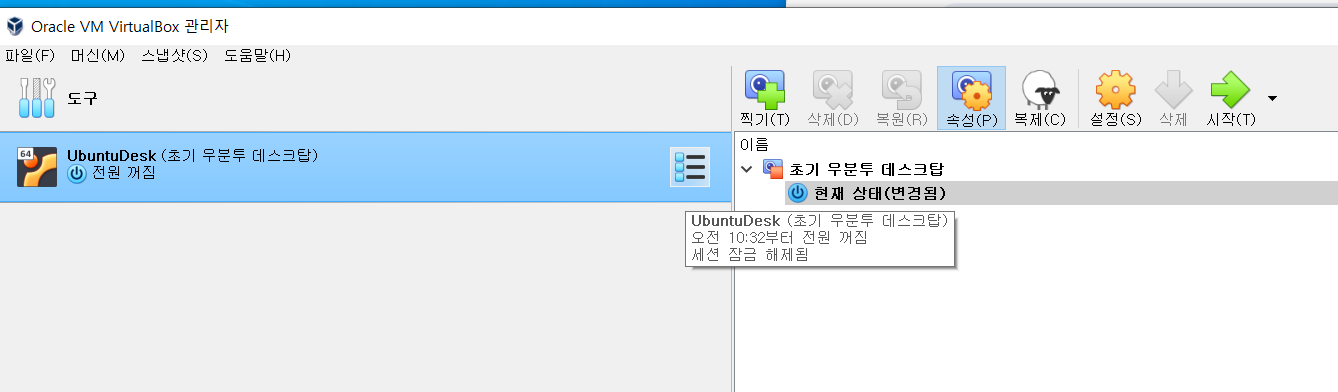 Oracle VM VirtualBox 관리자
파일(F) 머신(M) 스냅샷(S) 도움말(H)
도구
찍기(T) 삭제(D) 복원(R) 속성(P) 복제(C) 설정(S) 삭제 시작(T)
64
UbuntuDesk (초기 우분투 데스크탑)
전원 꺼짐
이름
초기 우분투 데스크탑
현재 상태(변경됨)
UbuntuDesk (초기 우분투 데스크탑)
오전 10:32부터 전원 꺼짐
세션 잠금 해제됨